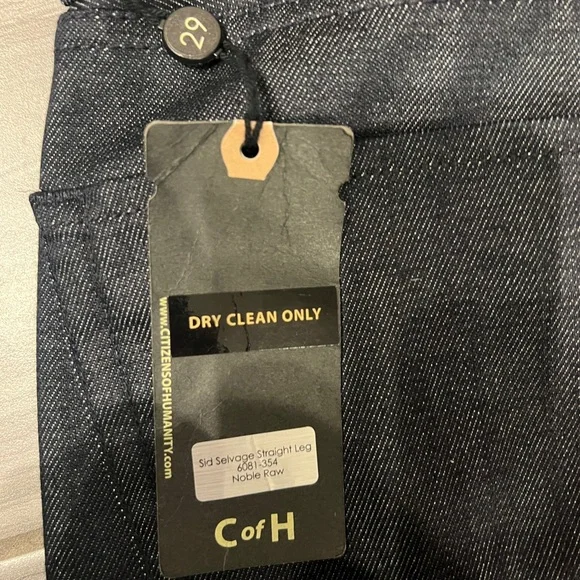 29
DRY CLEAN ONLY
www.CITIZENSOFHUMANITY.com
Sid Selvage Straight Leg
6081-354
Noble Raw
C of H